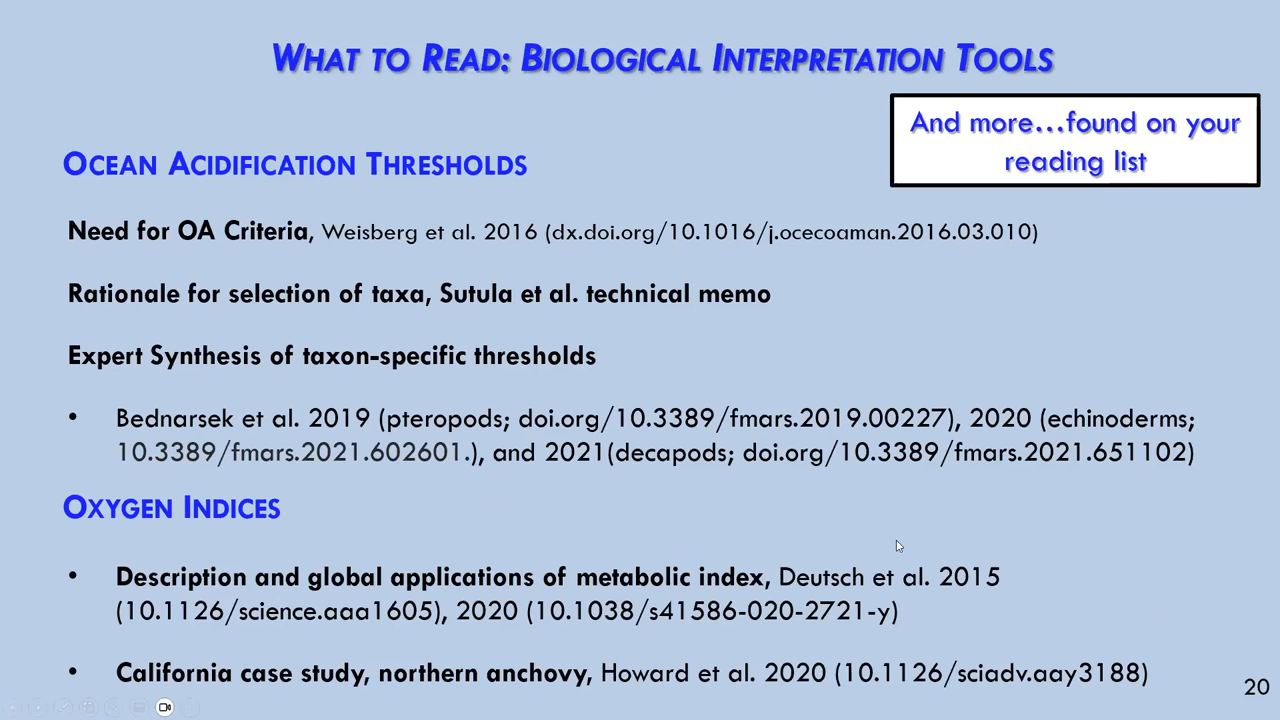 What to Read: Biological Interpretation Tools
And more…found on your
reading list
Ocean Acidification Thresholds
Need for OA Criteria, Weisberg et al. 2016 (dx.doi.org/10.1016/j.ocecoaman.2016.03.010)
Rationale for selection of taxa, Sutula et al. technical memo
Expert Synthesis of taxon-specific thresholds
• Bednarsek et al. 2019 (pteropods; doi.org/10.3389/fmars.2019.00227), 2020 (echinoderms;
10.3389/fmars.2021.602601.), and 2021(decapods; doi.org/10.3389/fmars.2021.651102)
Oxygen Indices
• Description and global applications of metabolic index, Deutsch et al. 2015
(10.1126/science.aaa1605), 2020 (10.1038/s41586-020-2721-y)
• California case study, northern anchovy, Howard et al. 2020 (10.1126/sciadv.aay3188)
20